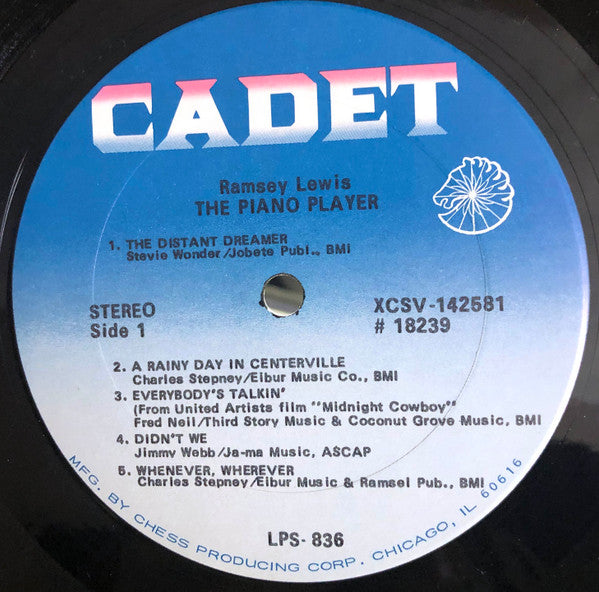 CADET
Ramsey Lewis
THE PIANO PLAYER
1. THE DISTANT DREAMER
Stevie Wonder/Jobete Publ., BMI
STEREO
Side 1
XCSV-142581
# 18239
2. A RAINY DAY IN CENTERVILLE
Charles Stepney/Elbur Music Co., BMI
3. EVERYBODY'S TALKIN'
(From United Artists film "Midnight Cowboy"
Fred Neil/Third Story Music & Coconut Grove Music, BMI
4. DIDN'T WE
Jimmy Webb/Ja-ma Music, ASCAP
5. WHENEVER, WHEREVER
Charles Stepney/Elbur Music & Ramsel Pub., BMI
LPS- 836
MFG. BY CHESS PRODUCING CORP. CHICAGO, IL 60616